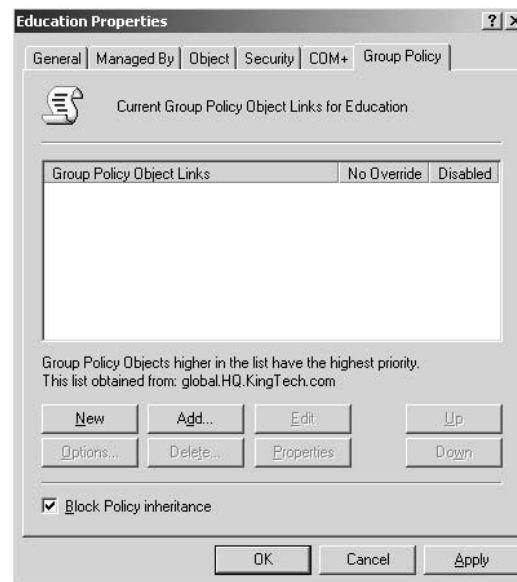 Education Properties
? X
General Managed By Object Security COM+ Group Policy
Current Group Policy Object Links for Education
Group Policy Object Links No Override Disabled
Group Policy Objects higher in the list have the highest priority.
This list obtained from: global.HQ.KingTech.com
New Add... Edit Up
Options... Delete... Properties Down
Block Policy inheritance
OK Cancel Apply